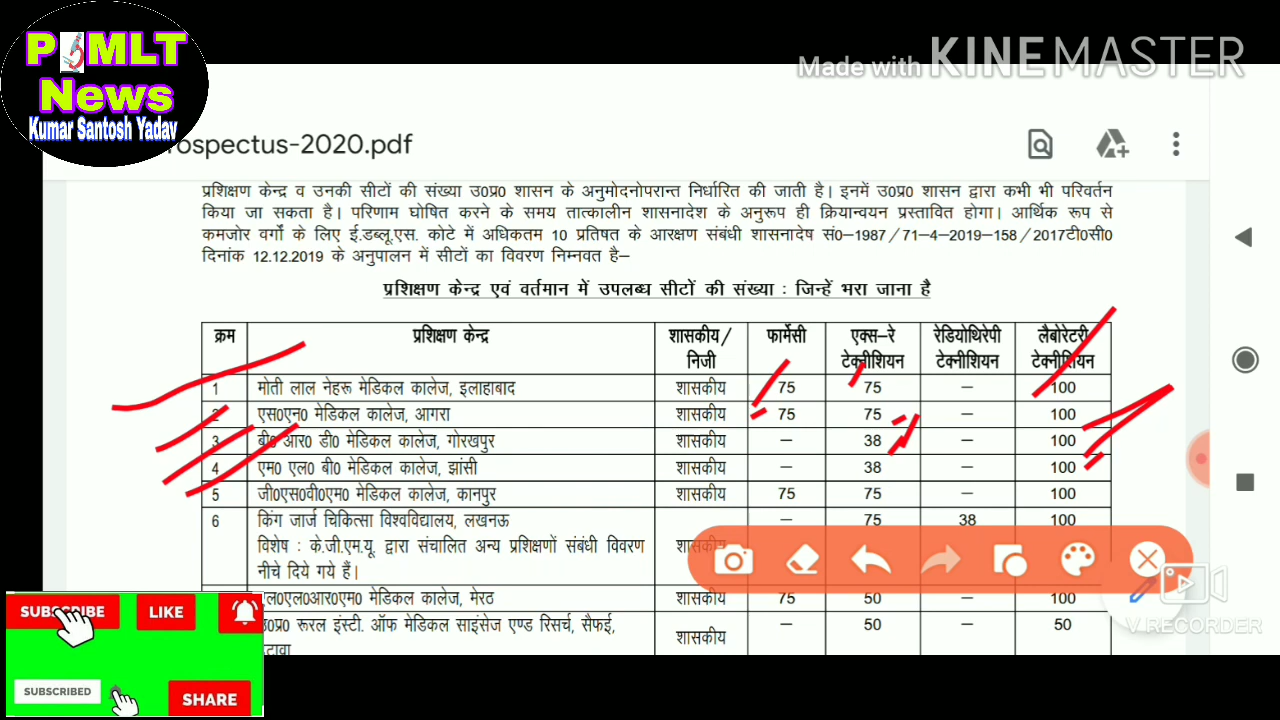 P MLT
News
Kumar Santosh Yadav
Made with KINEMASTER
rospectus-2020.pdf
प्रशिक्षण केन्द्र व उनकी सीटों की संख्या उ0प्र0 शासन के अनुमोदनोपरान्त निर्धारित की जाती है। इनमें उ0प्र0 शासन द्वारा कभी भी परिवर्तन
किया जा सकता है। परिणाम घोषित करने के समय तात्कालीन शासनादेश के अनुरूप ही क्रियान्वयन प्रस्तावित होगा। आर्थिक रूप से
कमजोर वर्गों के लिए ई.डब्लू.एस. कोटे में अधिकतम 10 प्रतिषत के आरक्षण संबंधी शासनादेष सं0–1987/71–4–2019–158/2017टी0सी0
दिनांक 12.12.2019 के अनुपालन में सीटों का विवरण निम्नवत है–
प्रशिक्षण केन्द्र एवं वर्तमान में उपलब्ध सीटों की संख्या : जिन्हें भरा जाना है
क्रम प्रशिक्षण केन्द्र शासकीय/ निजी फार्मेसी एक्स–रे टेक्नीशियन रेडियोथिरेपी टेक्नीशियन लैबोरेटरी टेक्नीशियन
1 मोती लाल नेहरू मेडिकल कालेज, इलाहाबाद शासकीय 75 75 – 100
2 एस0एन0 मेडिकल कालेज, आगरा शासकीय 75 75 – 100
3 बी0 आर0 डी0 मेडिकल कालेज, गोरखपुर शासकीय – 38 – 100
4 एम0 एल0 बी0 मेडिकल कालेज, झांसी शासकीय – 38 – 100
5 जी0एस0वी0एम0 मेडिकल कालेज, कानपुर शासकीय 75 75 – 100
6 किंग जार्ज चिकित्सा विश्वविद्यालय, लखनऊ शासकीय – 75 38 100
विशेष : के.जी.एम.यू. द्वारा संचालित अन्य प्रशिक्षणों संबंधी विवरण
नीचे दिये गये हैं।
एल0एल0आर0एम0 मेडिकल कालेज, मेरठ शासकीय 75 50 – 100
उ0प्र0 रूरल इंस्टी. ऑफ मेडिकल साइंसेज एण्ड रिसर्च, सैफई, शासकीय – 50 – 50
V RECORDER
SUBSCRIBE LIKE
SUBSCRIBED SHARE